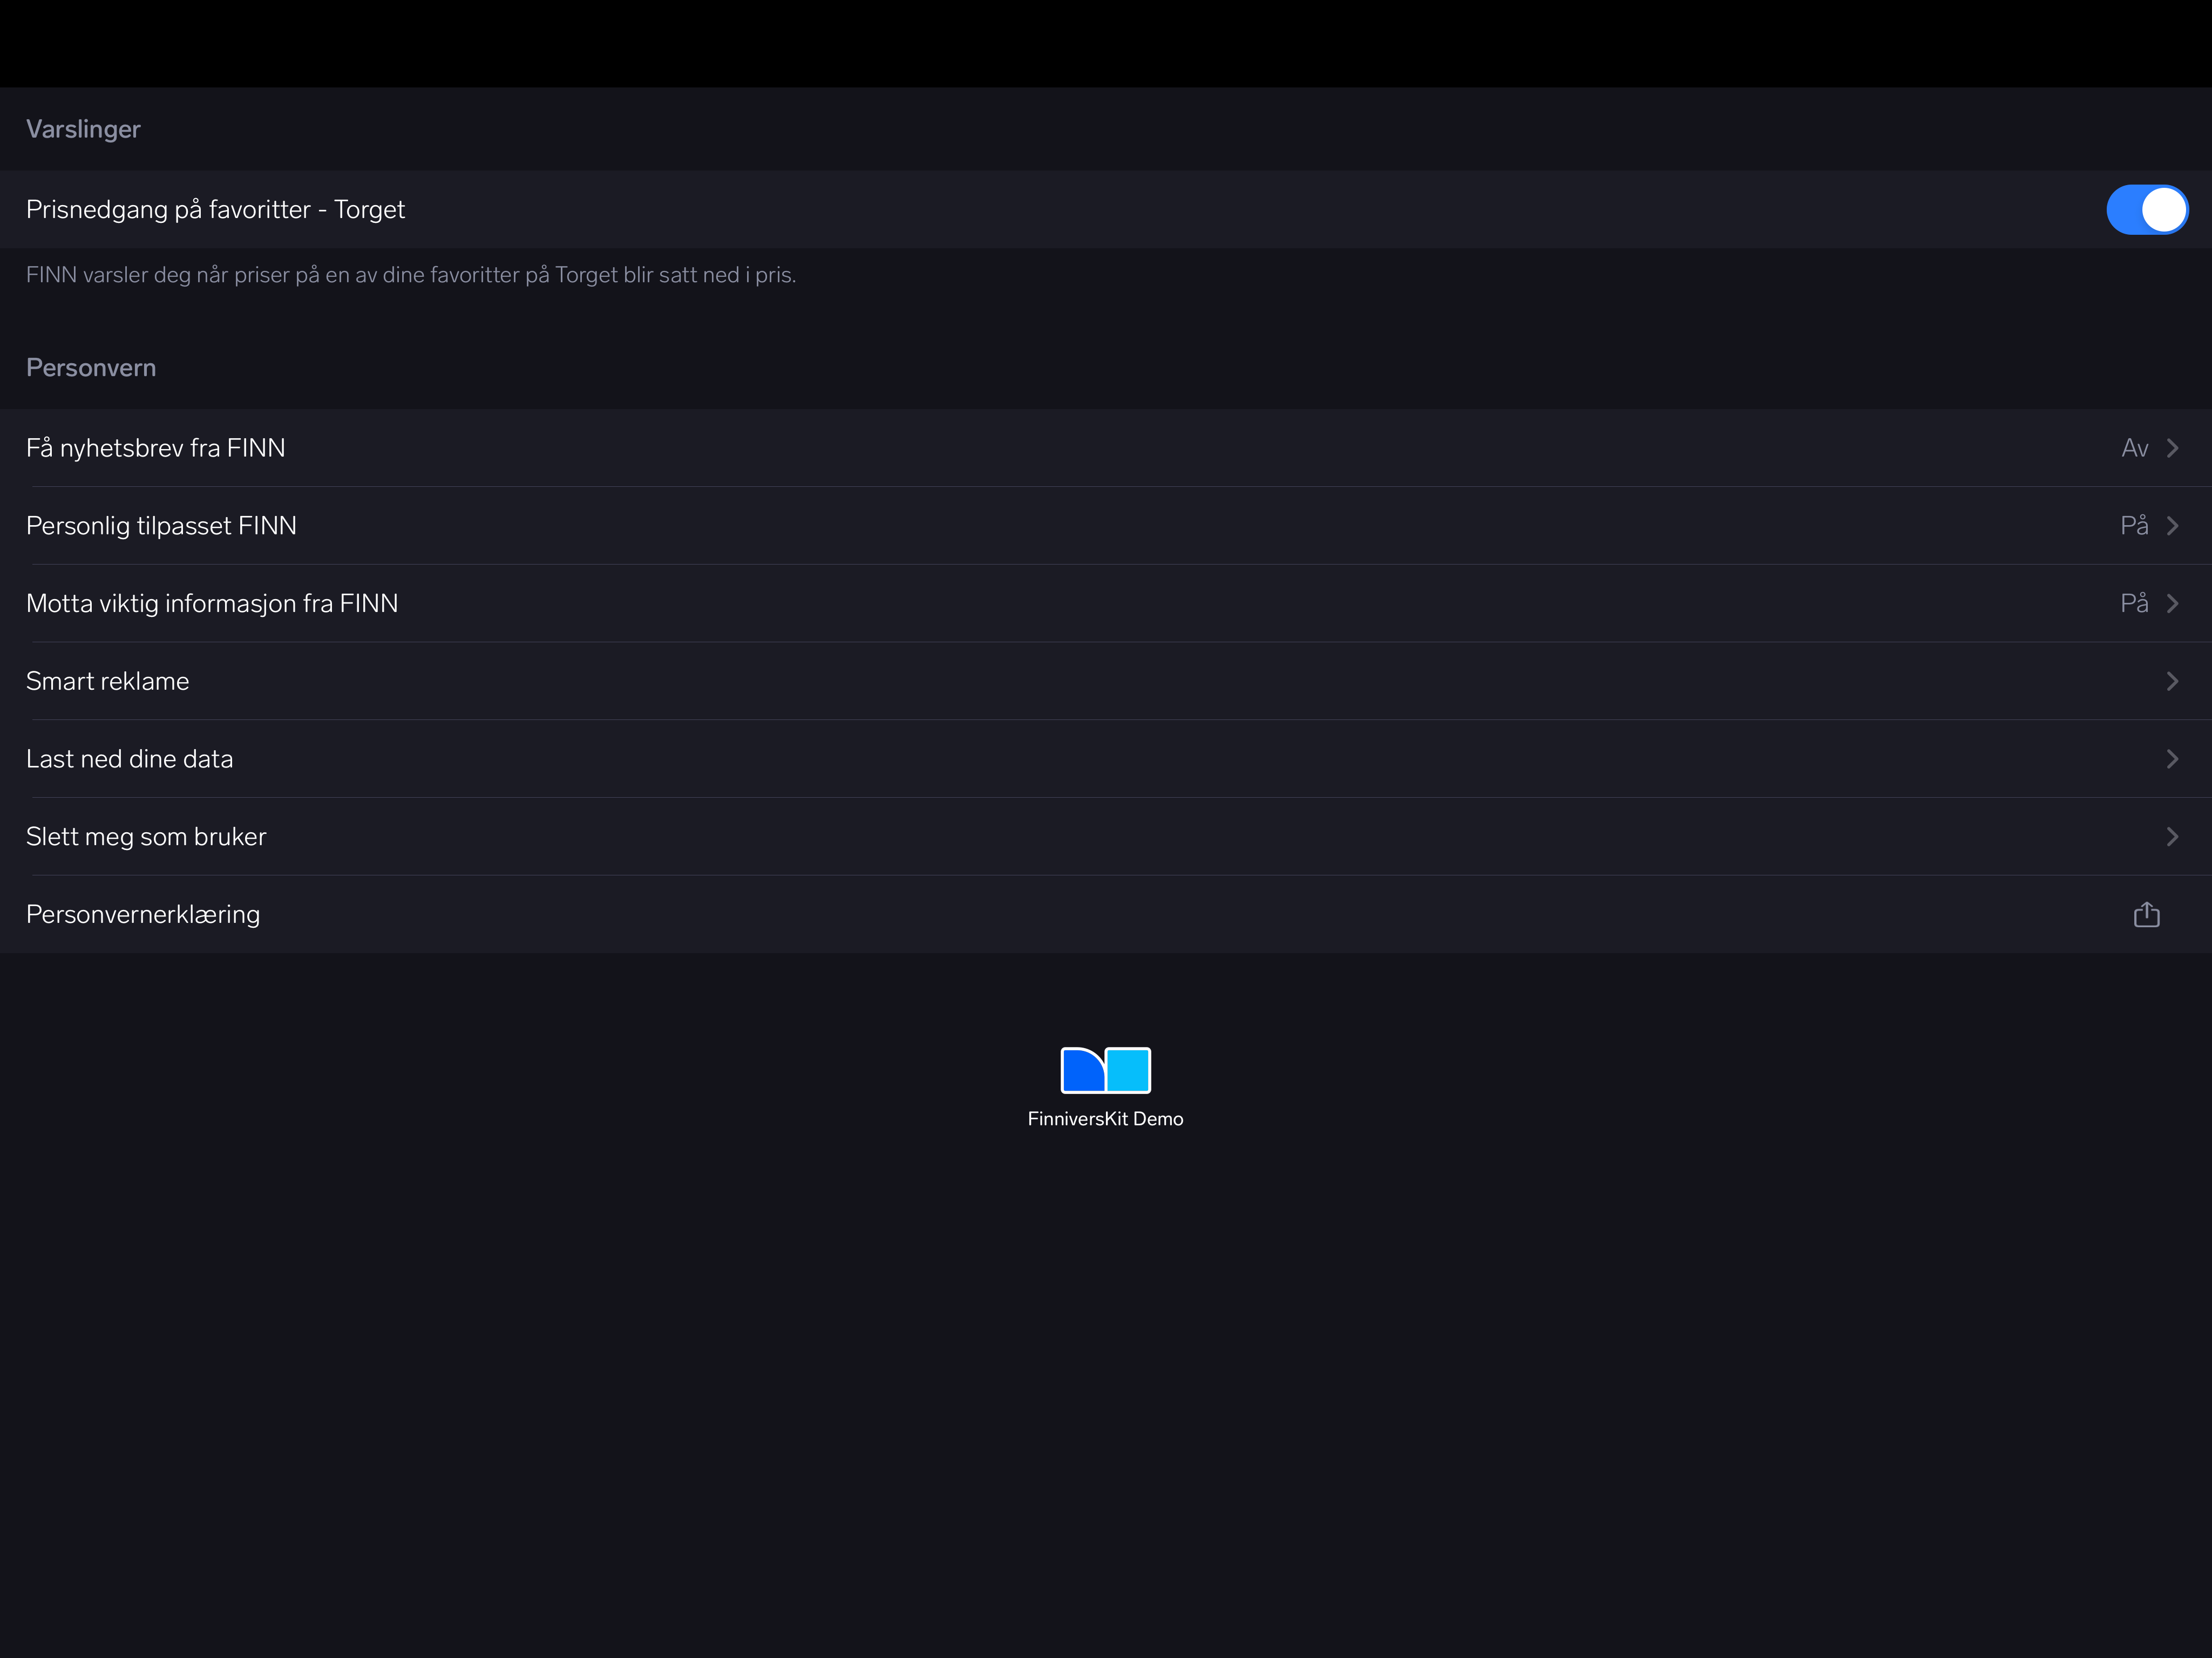 Varslinger
Prisnedgang på favoritter - Torget
FINN varsler deg når priser på en av dine favoritter på Torget blir satt ned i pris.
Personvern
Få nyhetsbrev fra FINN Av
Personlig tilpasset FINN På
Motta viktig informasjon fra FINN På
Smart reklame
Last ned dine data
Slett meg som bruker
Personvernerklæring
FinniversKit Demo